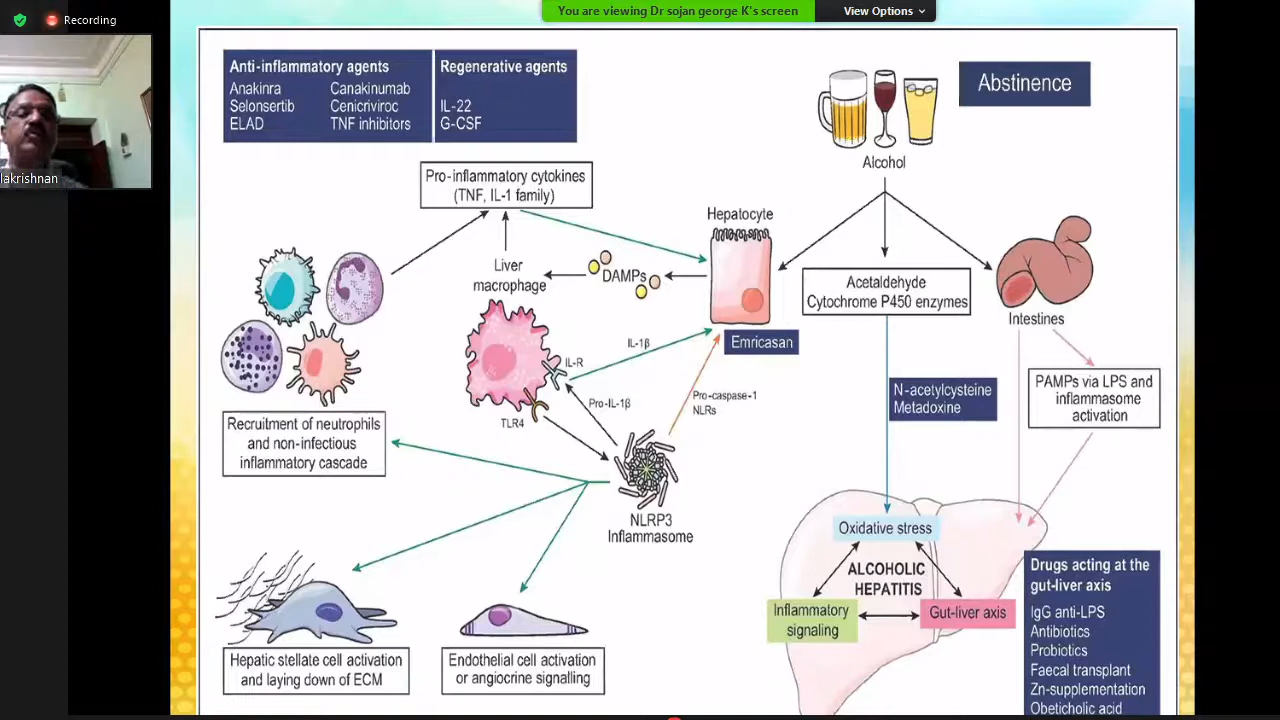 Recording
You are viewing Dr sojan george K's screen
View Options
lakrishnan
Anti-inflammatory agents
Anakinra Canakinumab
Selonsertib Cenicriviroc
ELAD TNF inhibitors
Regenerative agents
IL-22
G-CSF
Abstinence
Alcohol
Pro-inflammatory cytokines
(TNF, IL-1 family)
Hepatocyte
Liver
macrophage
DAMPs
Acetaldehyde
Cytochrome P450 enzymes
Intestines
Emricasan
IL-1β
IL-R
Pro-IL-1β
TLR4
Pro-caspase-1
NLRs
N-acetylcysteine
Metadoxine
PAMPs via LPS and
inflammasome
activation
Recruitment of neutrophils
and non-infectious
inflammatory cascade
NLRP3
Inflammasome
Oxidative stress
ALCOHOLIC
HEPATITIS
Inflammatory
signaling
Gut-liver axis
Drugs acting at the
gut-liver axis
IgG anti-LPS
Antibiotics
Probiotics
Faecal transplant
Zn-supplementation
Obeticholic acid
Hepatic stellate cell activation
and laying down of ECM
Endothelial cell activation
or angiocrine signalling